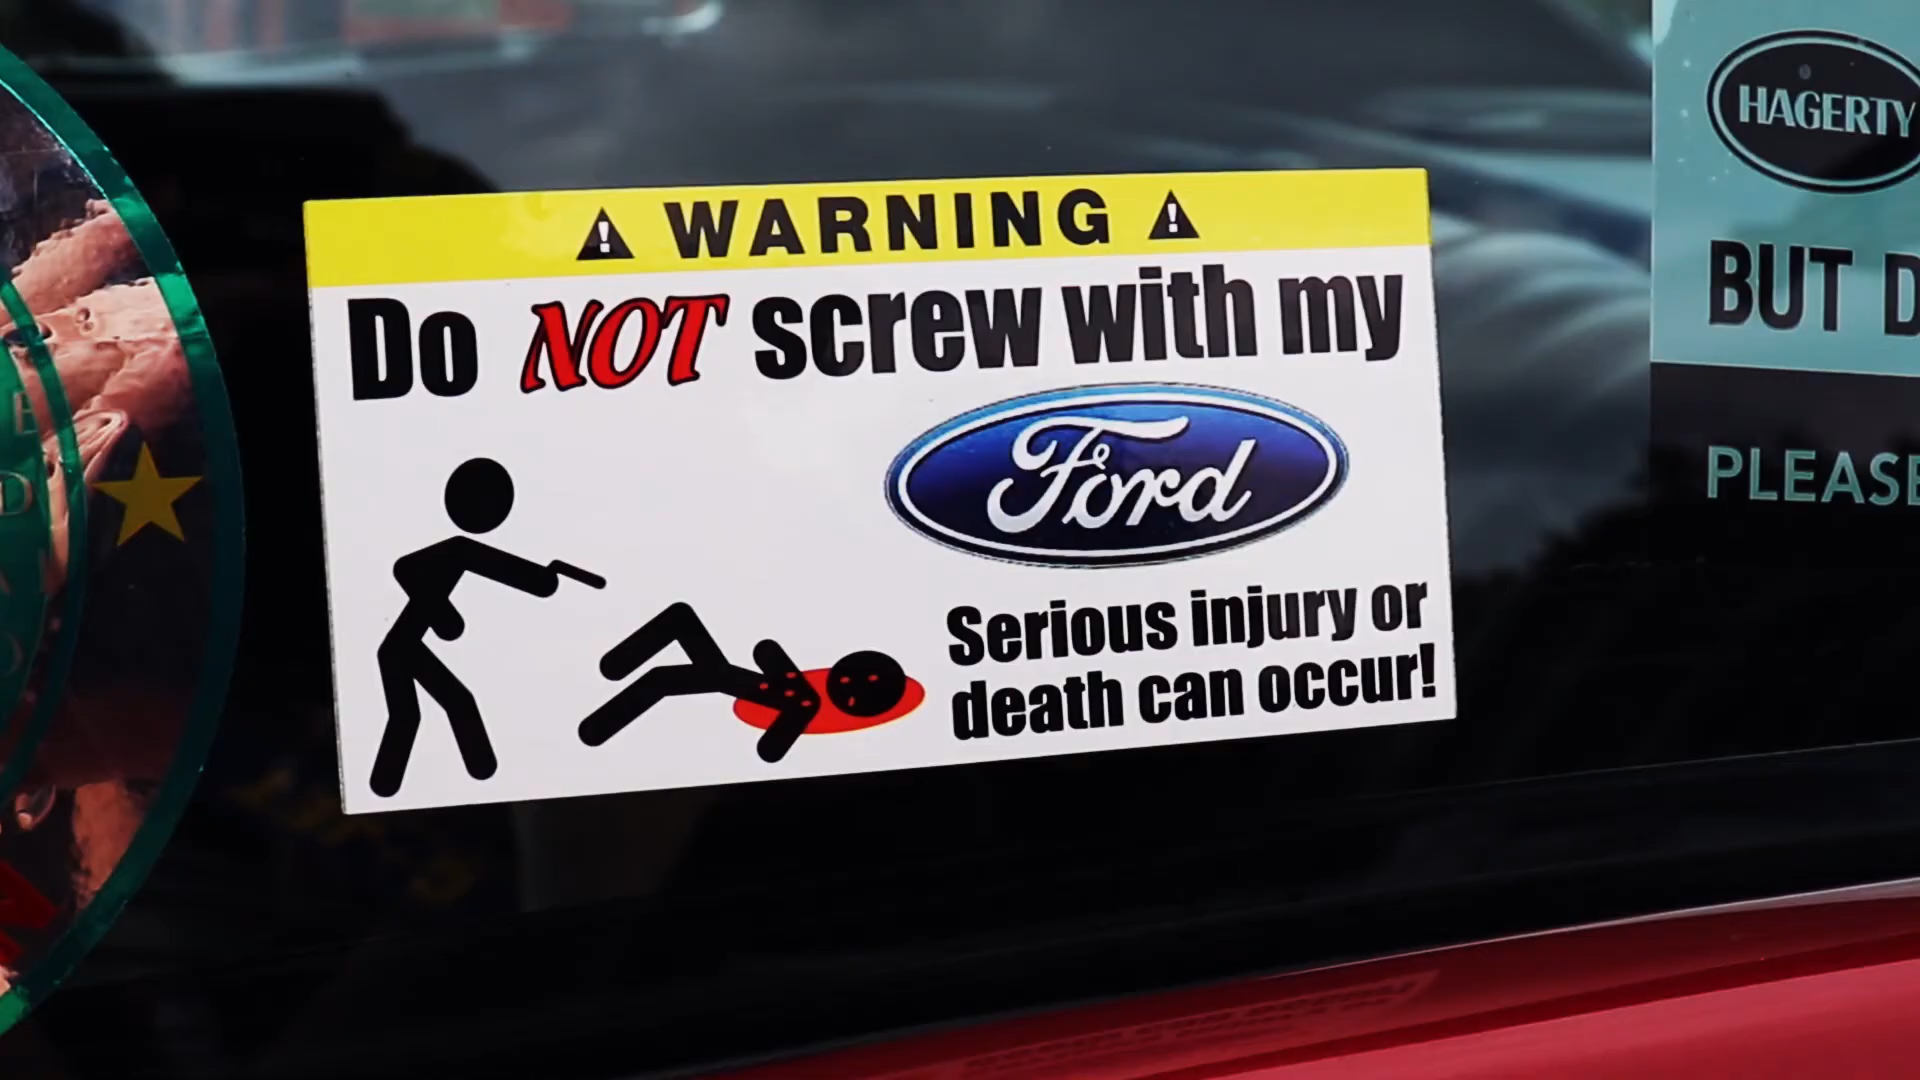 WARNING
Do NOT screw with my
Ford
Serious injury or
death can occur!
HAGERTY
BUT
PLEASE